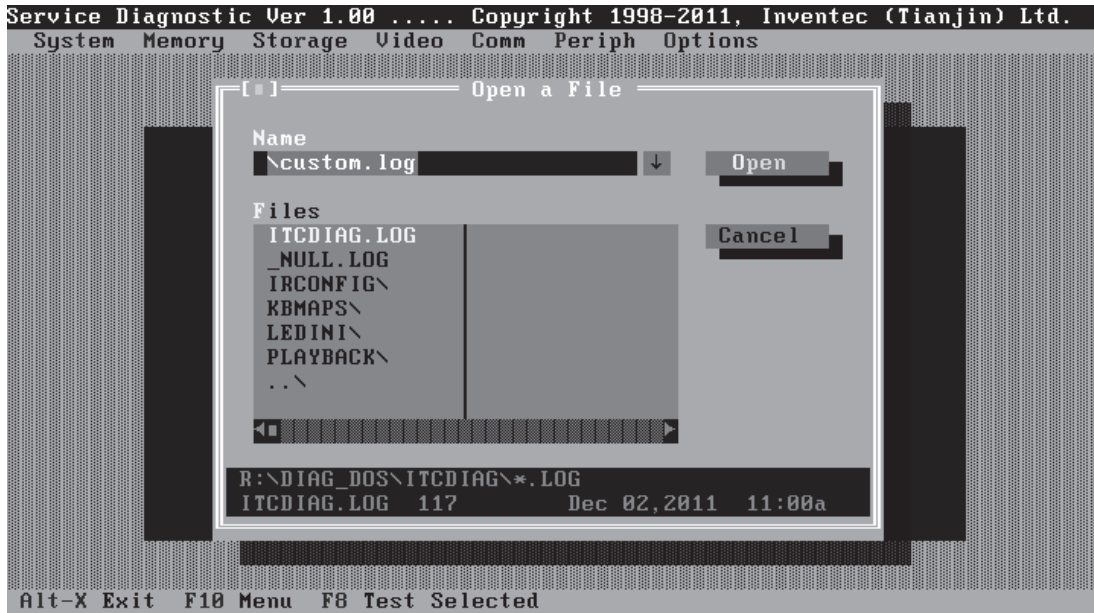 Service Diagnostic Ver 1.00 ..... Copyright 1998-2011, Inventec (Tianjin) Ltd.
System Memory Storage Video Comm Periph Options
Open a File
Name
\custom.log
Open
Files
ITCDIAG.LOG
Cancel
_NULL.LOG
IRCONFIG\
KBMAPS\
LEDINI\
PLAYBACK\
..\
R:\DIAG_DOS\ITCDIAG\*.LOG
ITCDIAG.LOG 117 Dec 02,2011 11:00a
Alt-X Exit F10 Menu F8 Test Selected